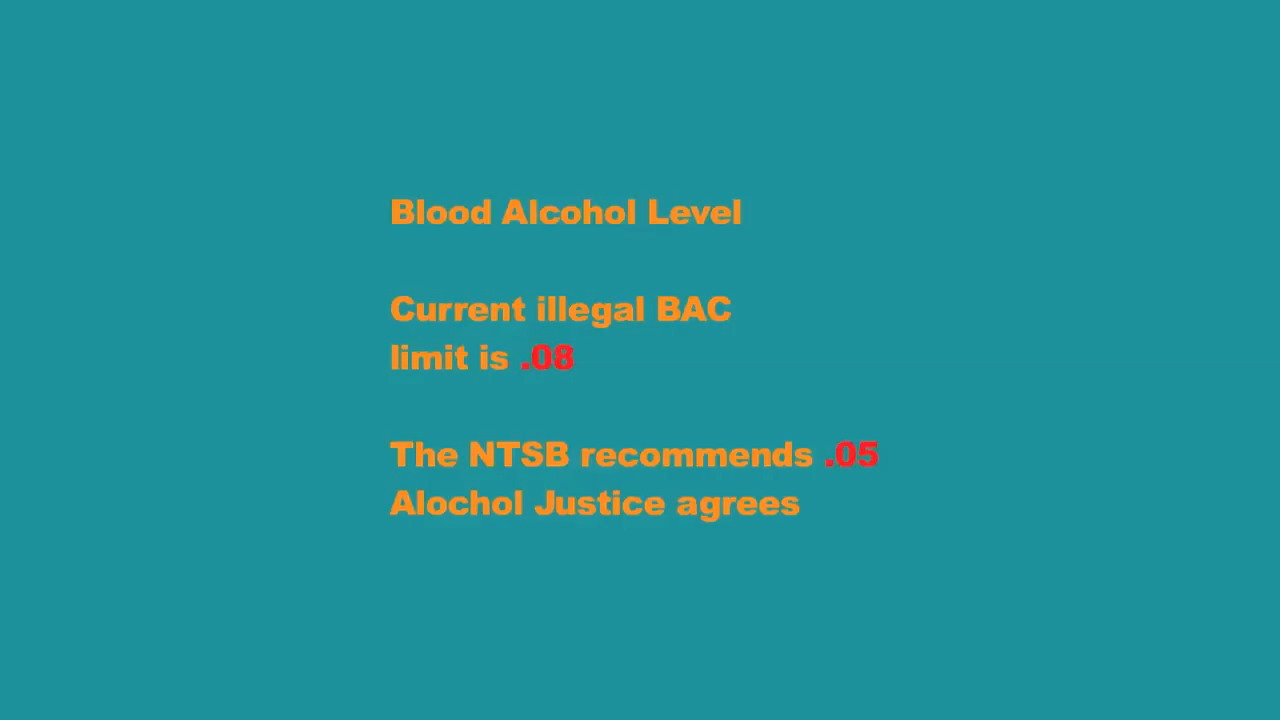 Blood Alcohol Level
Current illegal BAC
limit is .08
The NTSB recommends .05
Alochol Justice agrees